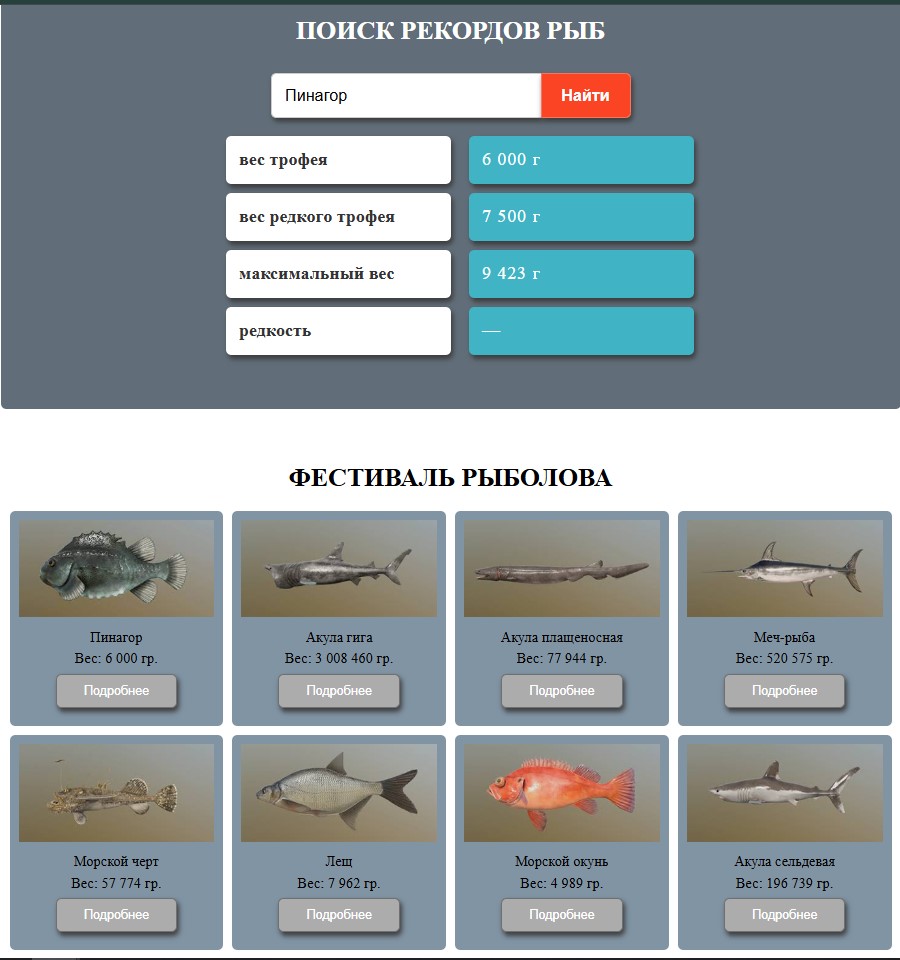 ПОИСК РЕКОРДОВ РЫБ
Пинагор
Найти
вес трофея
6 000 г
вес редкого трофея
7 500 г
максимальный вес
9 423 г
редкость
—
ФЕСТИВАЛЬ РЫБОЛОВА
Пинагор
Вес: 6 000 гр.
Подробнее
Акула гига
Вес: 3 008 460 гр.
Подробнее
Акула плащеносная
Вес: 77 944 гр.
Подробнее
Меч-рыба
Вес: 520 575 гр.
Подробнее
Морской черт
Вес: 57 774 гр.
Подробнее
Лещ
Вес: 7 962 гр.
Подробнее
Морской окунь
Вес: 4 989 гр.
Подробнее
Акула сельдевая
Вес: 196 739 гр.
Подробнее